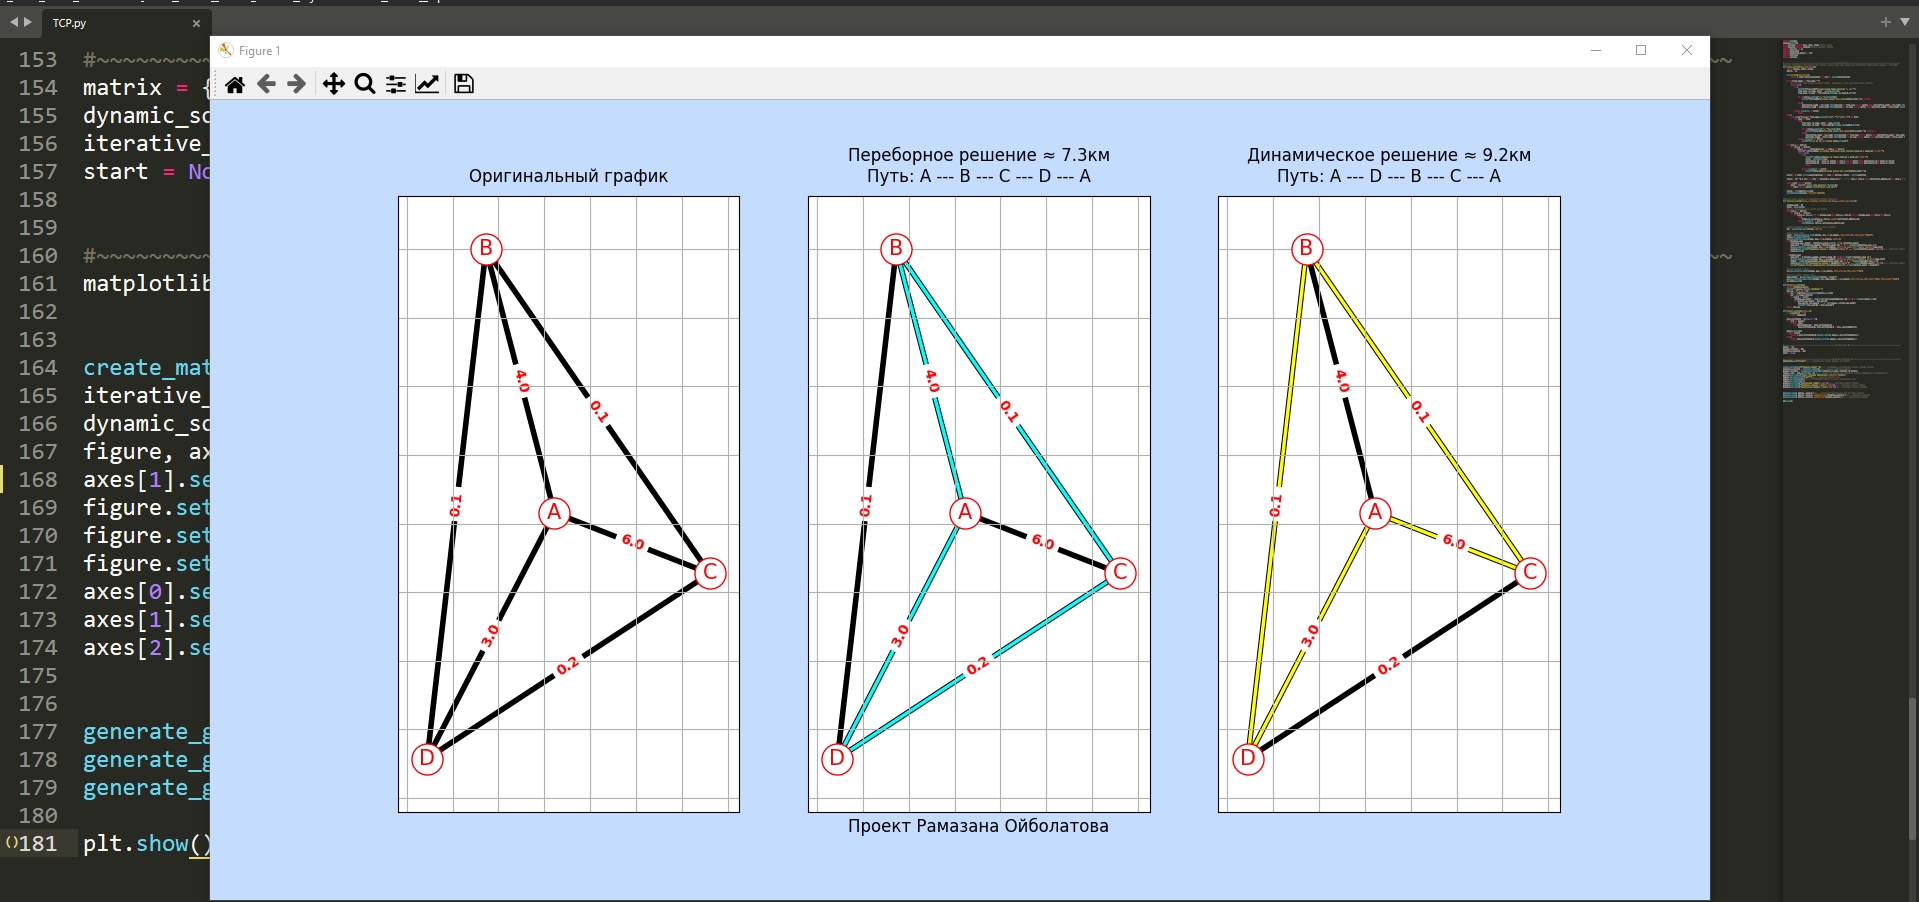 TCP.py
Figure 1
153 #~~~~~~~~~
154 matrix = {
155 dynamic_so
156 iterative_
157 start = No
158
159
160 #~~~~~~~~~
161 matplotlib
162
163
164 create_mat
165 iterative_
166 dynamic_so
167 figure, ax
168 axes[1].se
169 figure.set
170 figure.set
171 figure.set
172 axes[0].se
173 axes[1].se
174 axes[2].se
175
176
177 generate_g
178 generate_g
179 generate_g
180
181 plt.show()
Оригинальный график
B
4.0
0.1
0.1
A
6.0
C
3.0
0.2
D
Переборное решение ≈ 7.3км
Путь: A --- B --- C --- D --- A
B
4.0
0.1
0.1
A
6.0
C
3.0
0.2
D
Проект Рамазана Ойболатова
Динамическое решение ≈ 9.2км
Путь: A --- D --- B --- C --- A
B
4.0
0.1
0.1
A
6.0
C
3.0
0.2
D